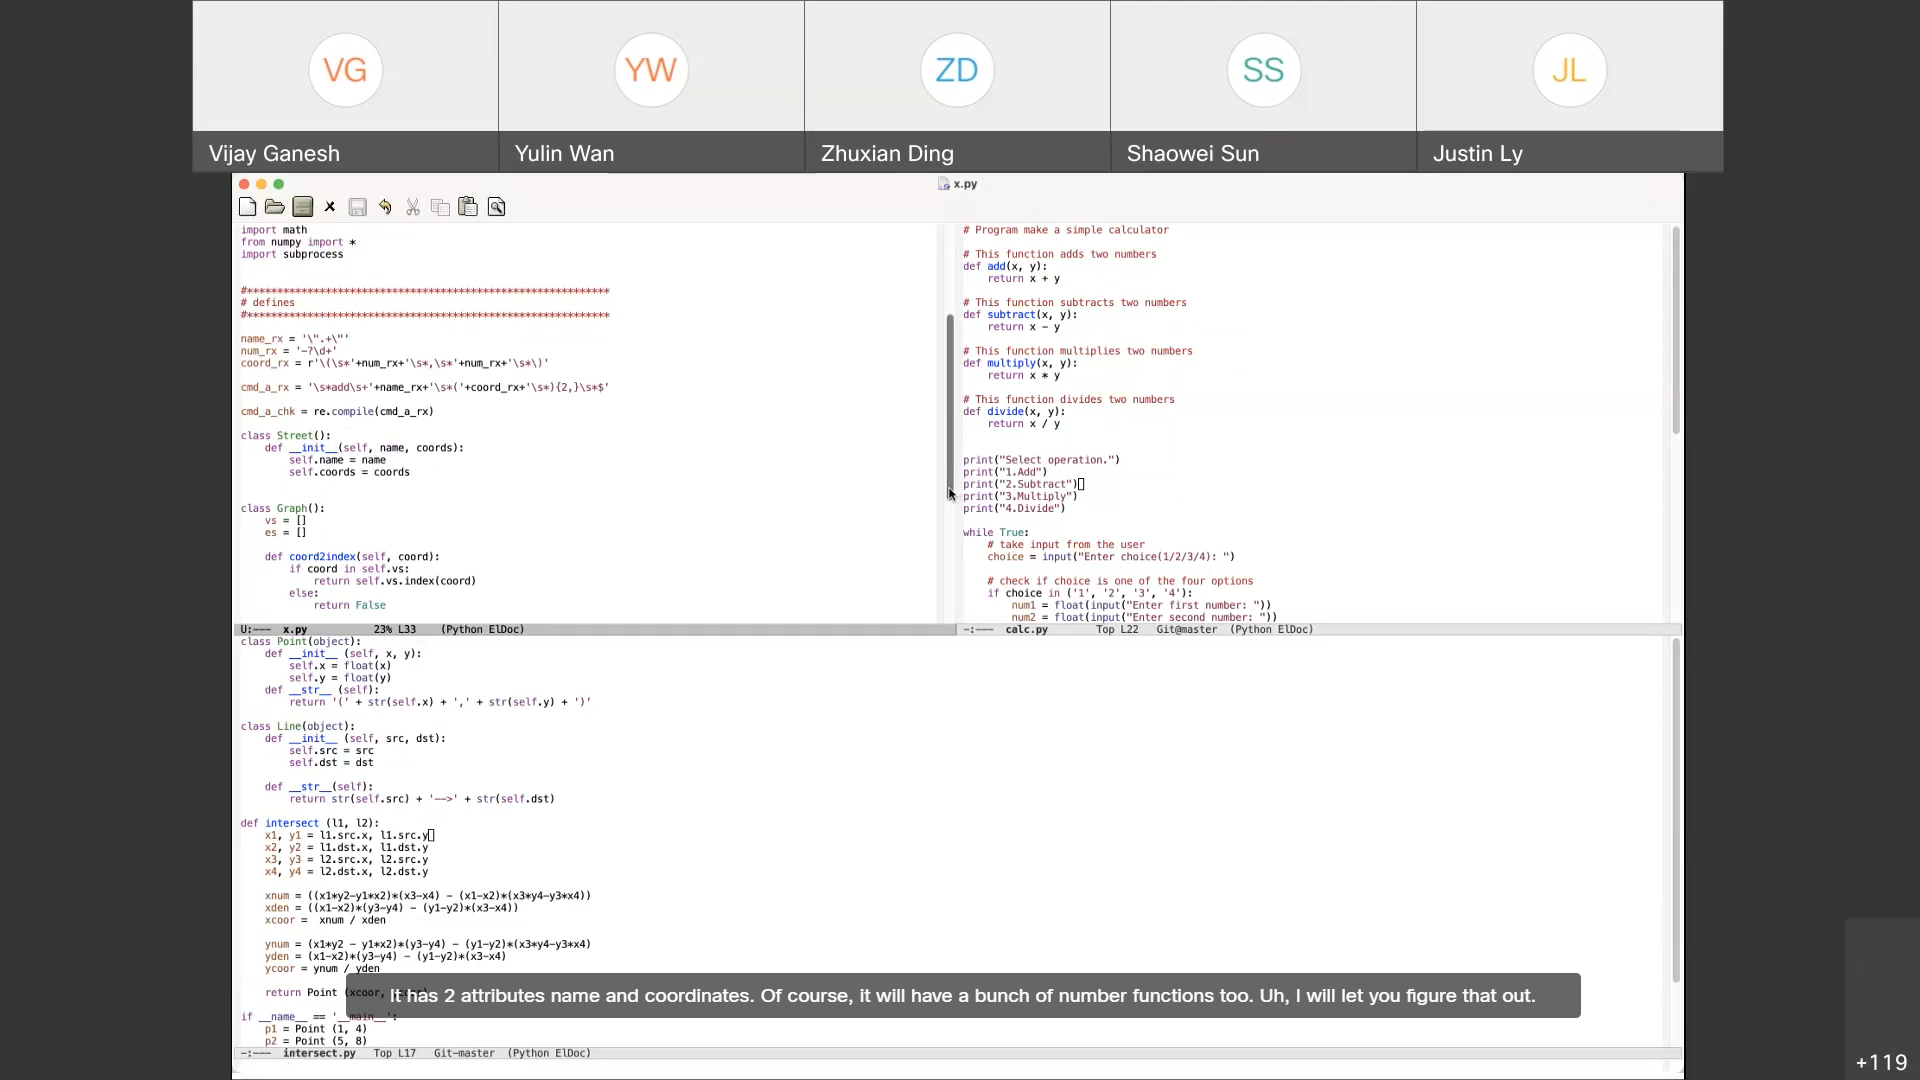 VG
YW
ZD
SS
JL
Vijay Ganesh
Yulin Wan
Zhuxian Ding
Shaowei Sun
Justin Ly
x.py
import math
from numpy import *
import subprocess
#************************************************************
# defines
#************************************************************
name_rx = '\".+\"'
num_rx = '-?\d+'
coord_rx = r'\(\s*'+num_rx+'\s*,\s*'+num_rx+'\s*\)'
cmd_a_rx = '\s*add\s+'+name_rx+'\s*('+coord_rx+'\s*){2,}\s*$'
cmd_a_chk = re.compile(cmd_a_rx)
class Street():
    def __init__(self, name, coords):
        self.name = name
        self.coords = coords
class Graph():
    vs = []
    es = []
    def coord2index(self, coord):
        if coord in self.vs:
            return self.vs.index(coord)
        else:
            return False
U:--- x.py 23% L33 (Python ElDoc)
# Program make a simple calculator
# This function adds two numbers
def add(x, y):
    return x + y
# This function subtracts two numbers
def subtract(x, y):
    return x - y
# This function multiplies two numbers
def multiply(x, y):
    return x * y
# This function divides two numbers
def divide(x, y):
    return x / y
print("Select operation.")
print("1.Add")
print("2.Subtract")
print("3.Multiply")
print("4.Divide")
while True:
    # take input from the user
    choice = input("Enter choice(1/2/3/4): ")
    # check if choice is one of the four options
    if choice in ('1', '2', '3', '4'):
        num1 = float(input("Enter first number: "))
        num2 = float(input("Enter second number: "))
-:--- calc.py Top L22 Git@master (Python ElDoc)
class Point(object):
    def __init__ (self, x, y):
        self.x = float(x)
        self.y = float(y)
    def __str__ (self):
        return '(' + str(self.x) + ',' + str(self.y) + ')'
class Line(object):
    def __init__ (self, src, dst):
        self.src = src
        self.dst = dst
    def __str__(self):
        return str(self.src) + '-->' + str(self.dst)
def intersect (l1, l2):
    x1, y1 = l1.src.x, l1.src.y
    x2, y2 = l1.dst.x, l1.dst.y
    x3, y3 = l2.src.x, l2.src.y
    x4, y4 = l2.dst.x, l2.dst.y
    xnum = ((x1*y2-y1*x2)*(x3-x4) - (x1-x2)*(x3*y4-y3*x4))
    xden = ((x1-x2)*(y3-y4) - (y1-y2)*(x3-x4))
    xcoor =  xnum / xden
    ynum = (x1*y2 - y1*x2)*(y3-y4) - (y1-y2)*(x3*y4-y3*x4)
    yden = (x1-x2)*(y3-y4) - (y1-y2)*(x3-x4)
    ycoor = ynum / yden
    return Point (xcoor,
It has 2 attributes name and coordinates. Of course, it will have a bunch of number functions too. Uh, I will let you figure that out.
if __name__ == '__main__':
    p1 = Point (1, 4)
    p2 = Point (5, 8)
-:--- intersect.py Top L17 Git-master (Python ElDoc)
+119